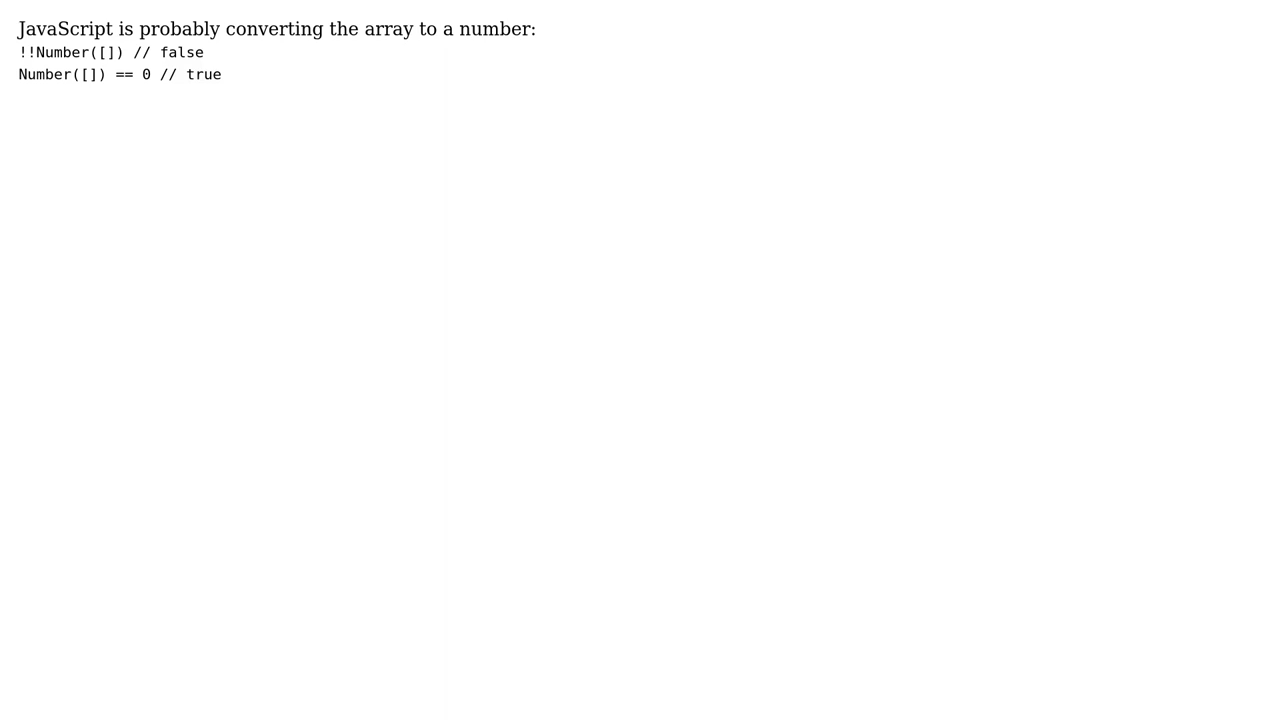 JavaScript is probably converting the array to a number:
!!Number([]) // false
Number([]) == 0 // true